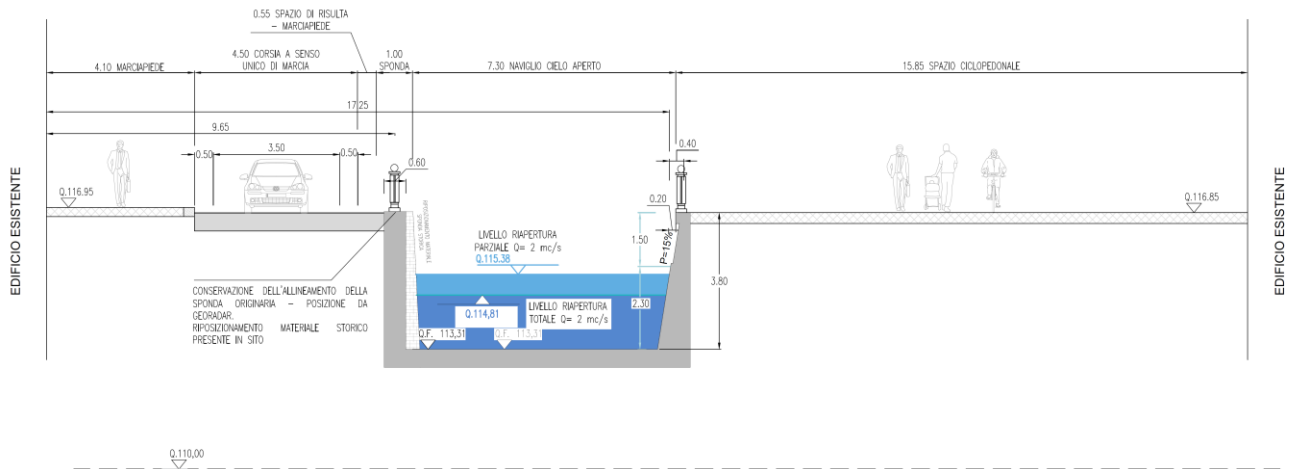 0.55 SPAZIO DI RISULTA
– MARCIAPIEDE
4.50 CORSIA A SENSO
UNICO DI MARCIA
1.00
SPONDA
4.10 MARCIAPIEDE
7.30 NAVIGLIO CIELO APERTO
15.85 SPAZIO CICLOPEDONALE
17.25
9.65
0.50
3.50
0.50
0.60
0.40
EDIFICIO ESISTENTE
Q.116.95
0.20
Q.116.85
EDIFICIO ESISTENTE
LIVELLO RIAPERTURA
PARZIALE Q= 2 mc/s
Q.115.38
1.50
P=15%
3.80
2.30
CONSERVAZIONE DELL'ALLINEAMENTO DELLA
SPONDA ORIGINARIA – POSIZIONE DA
GEORADAR.
RIPOSIZIONAMENTO MATERIALE STORICO
PRESENTE IN SITO
Q.114,81
LIVELLO RIAPERTURA
TOTALE Q= 2 mc/s
Q.F. 113,31
Q.F. 113,31
Q.110,00